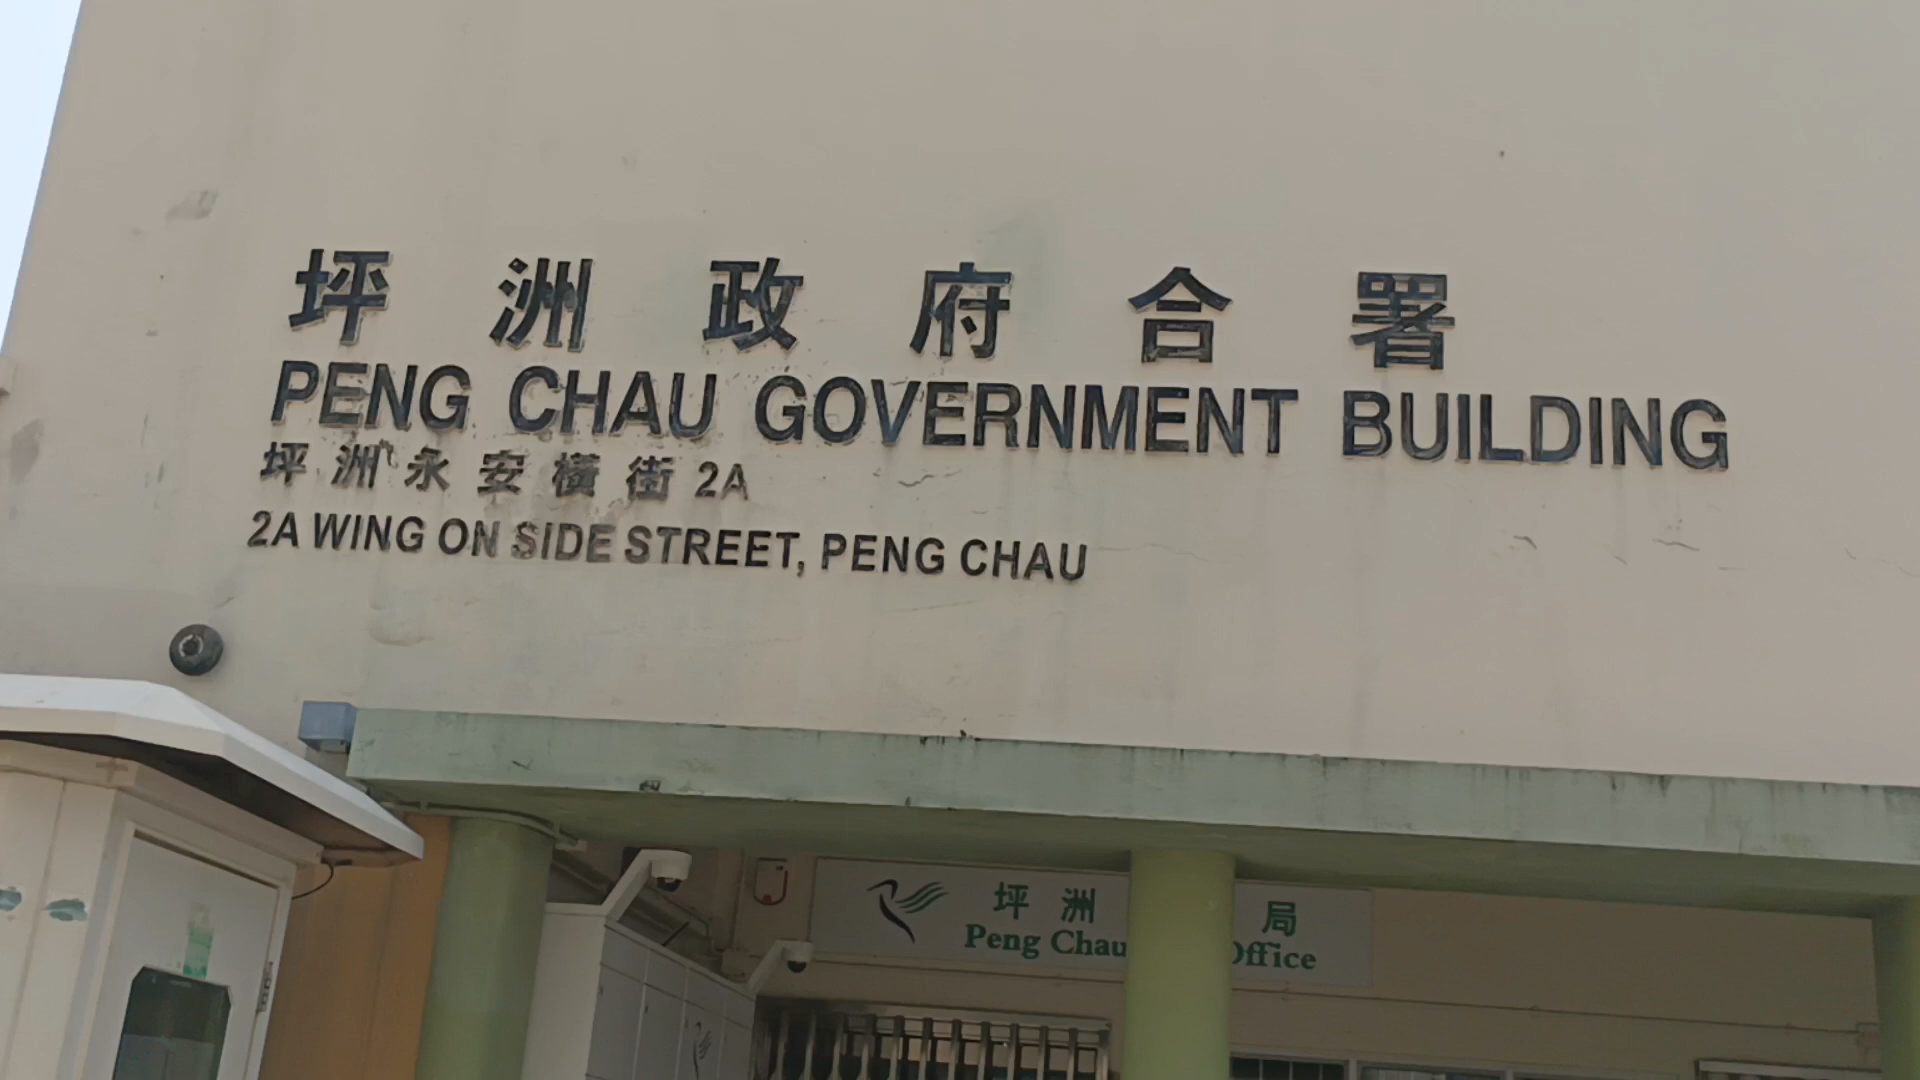 坪洲政府合署
PENG CHAU GOVERNMENT BUILDING
坪洲永安橫街2A
2A WING ON SIDE STREET, PENG CHAU
坪洲 局
Peng Chau Office